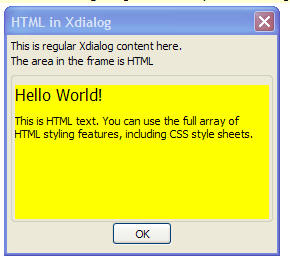 HTML in Xdialog
This is regular Xdialog content here.
The area in the frame is HTML
Hello World!
This is HTML text. You can use the full array of
HTML styling features, including CSS style sheets.
OK